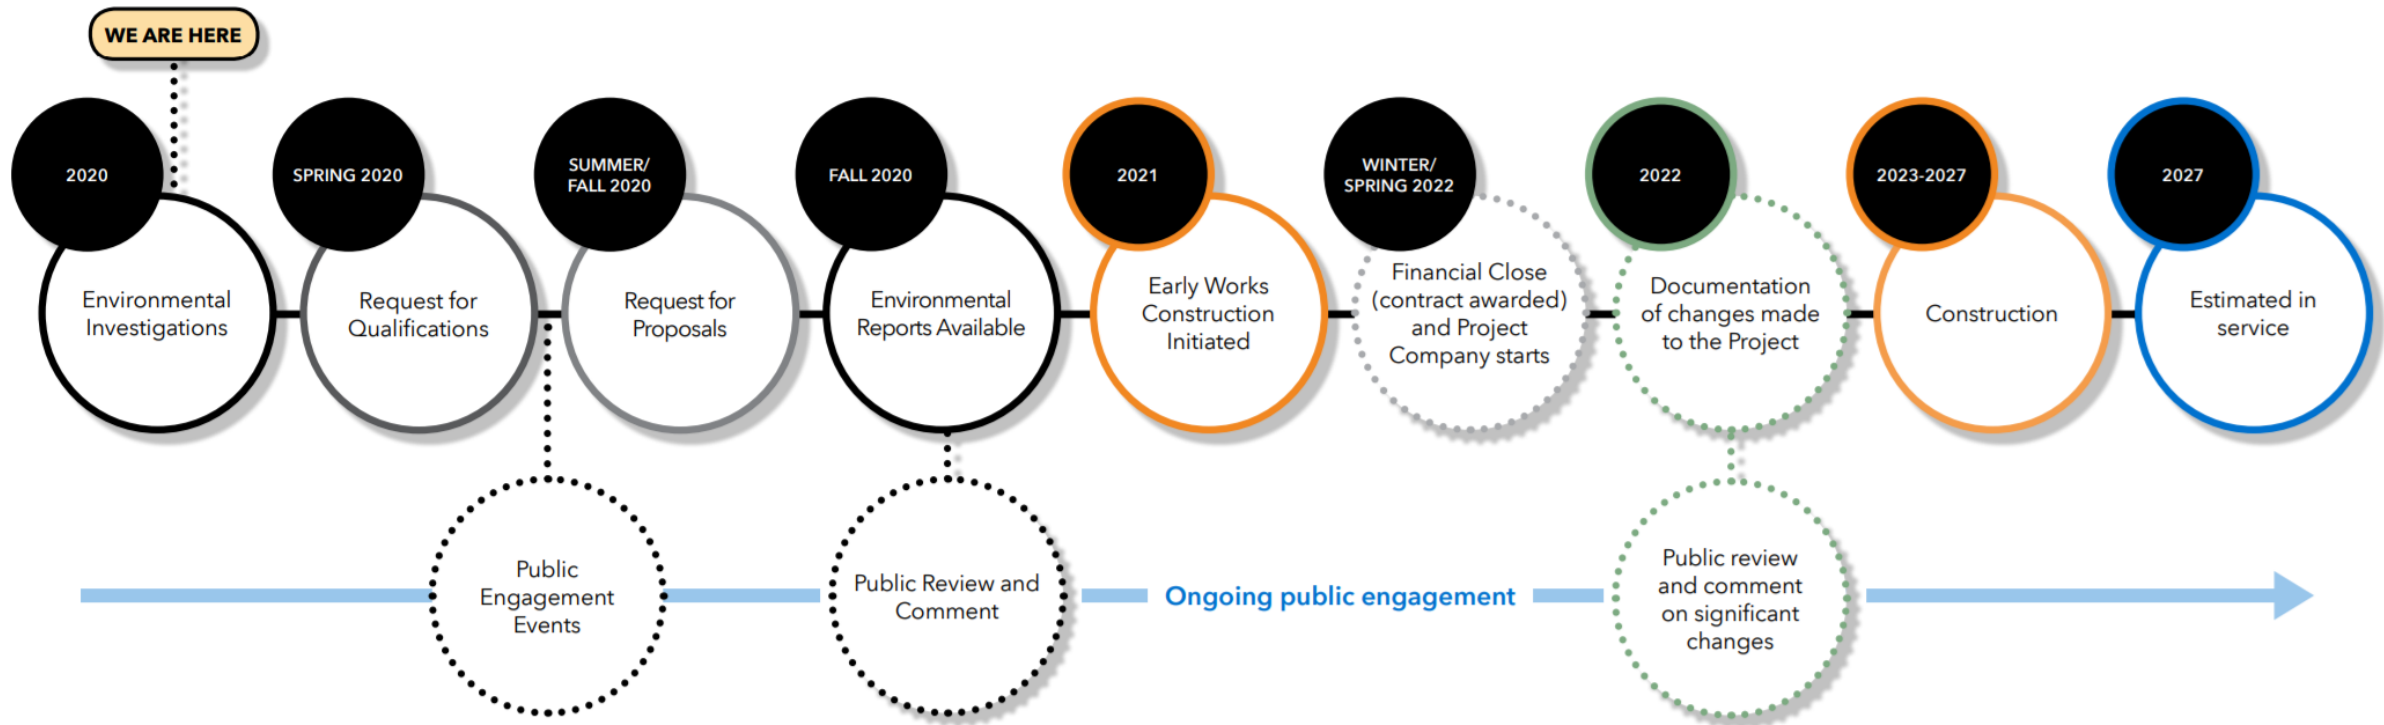 WE ARE HERE
2020
Environmental
Investigations
SPRING 2020
Request for
Qualifications
SUMMER/
FALL 2020
Request for
Proposals
FALL 2020
Environmental
Reports Available
2021
Early Works
Construction
Initiated
WINTER/
SPRING 2022
Financial Close
(contract awarded)
and Project
Company starts
2022
Documentation
of changes made
to the Project
2023-2027
Construction
2027
Estimated in
service
Public
Engagement
Events
Public Review and
Comment
Ongoing public engagement
Public review
and comment
on significant
changes